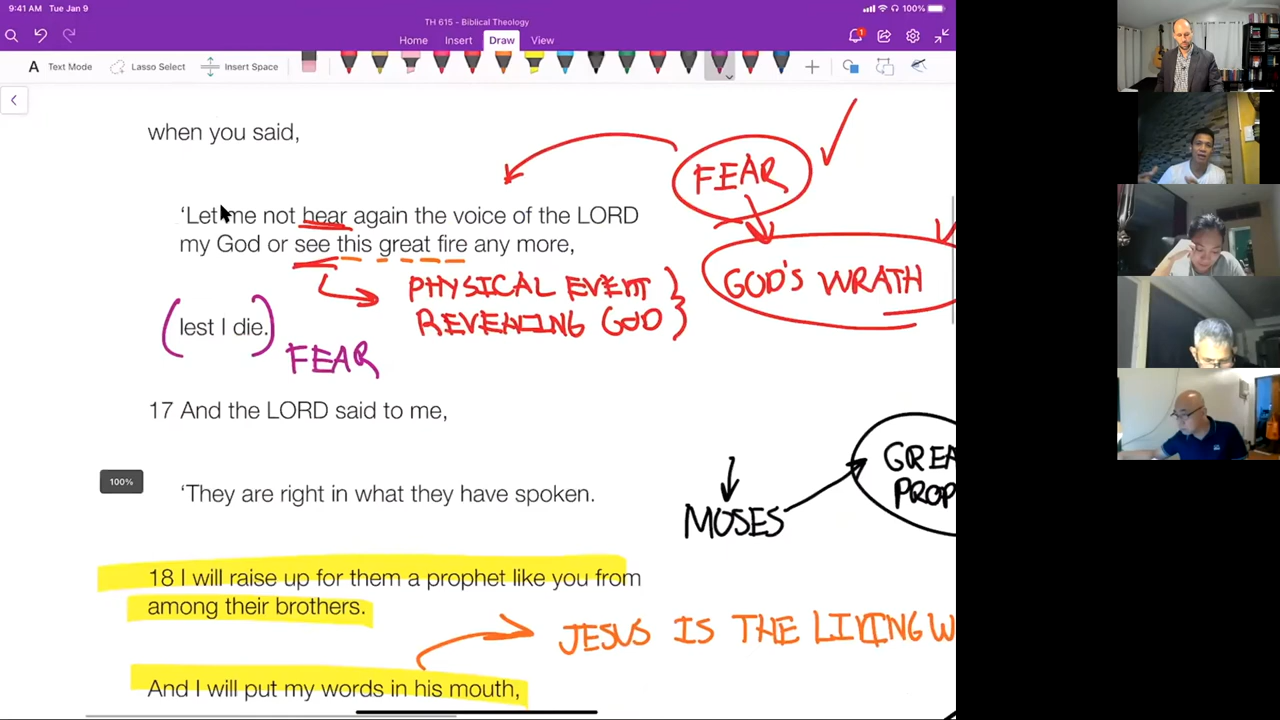 9:41 AM Tue Jan 9
100%
TH 615 - Biblical Theology
Home Insert Draw View
1
A Text Mode Lasso Select Insert Space
when you said,
FEAR
'Let me not hear again the voice of the LORD
my God or see this great fire any more,
GOD'S WRATH
PHYSICAL EVENT
REVEALING GOD
(lest I die.)
FEAR
17 And the LORD said to me,
100%
'They are right in what they have spoken.
MOSES
18 I will raise up for them a prophet like you from
among their brothers.
JESUS IS THE LIVING W
And I will put my words in his mouth,